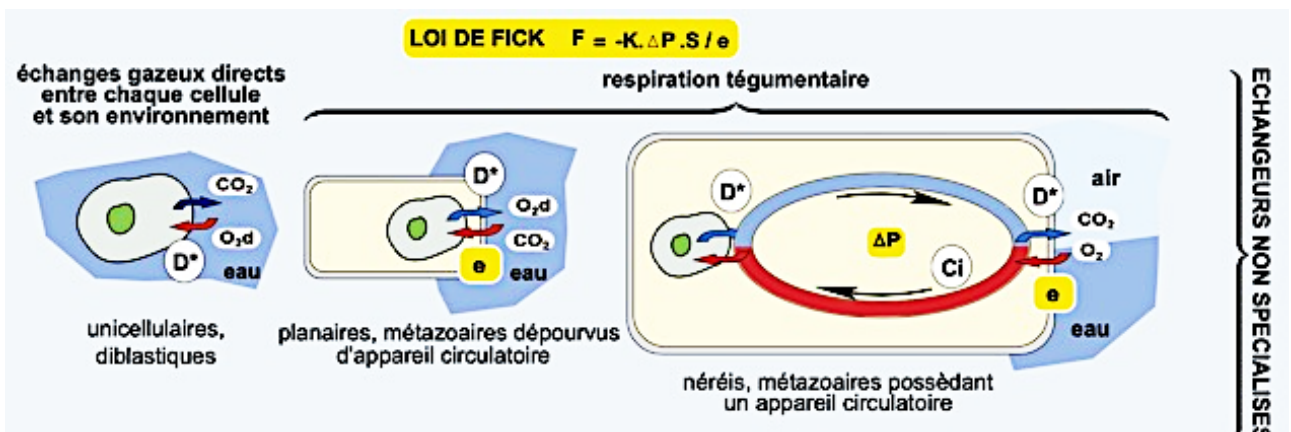 LOI DE FICK F = -K.ΔP.S / e
échanges gazeux directs
entre chaque cellule
et son environnement
respiration tégumentaire
CO₂
O₂d
D*
eau
unicellulaires,
diblastiques
D*
O₂d
CO₂
e
eau
planaires, métazoaires dépourvus
d'appareil circulatoire
D*
ΔP
Ci
D*
air
CO₂
O₂
e
eau
néréis, métazoaires possèdant
un appareil circulatoire
ECHANGEURS NON SPECIALISES